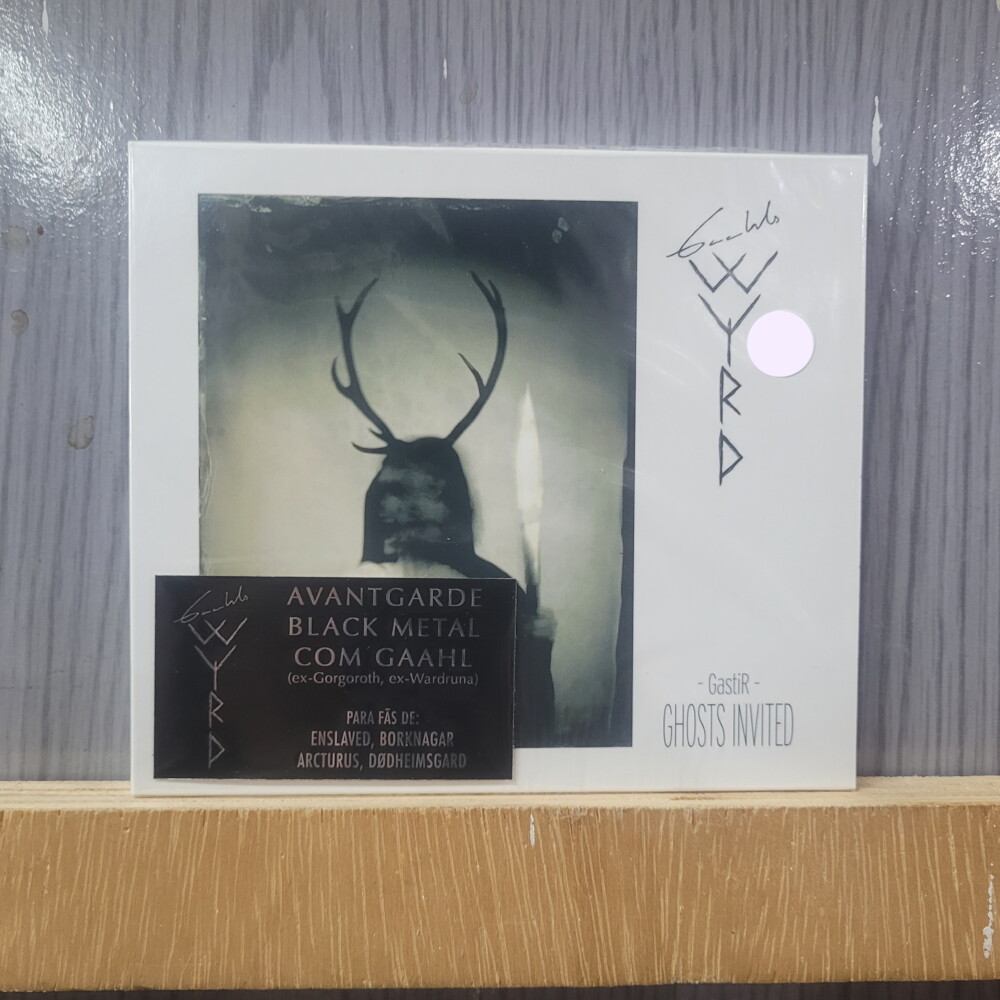 Gaahls
WYRD
- GastiR -
GHOSTS INVITED
Gaahls
WYRD
AVANTGARDE
BLACK METAL
COM GAAHL
(ex-Gorgoroth, ex-Wardruna)
PARA FÃS DE:
ENSLAVED, BORKNAGAR
ARCTURUS, DØDHEIMSGARD